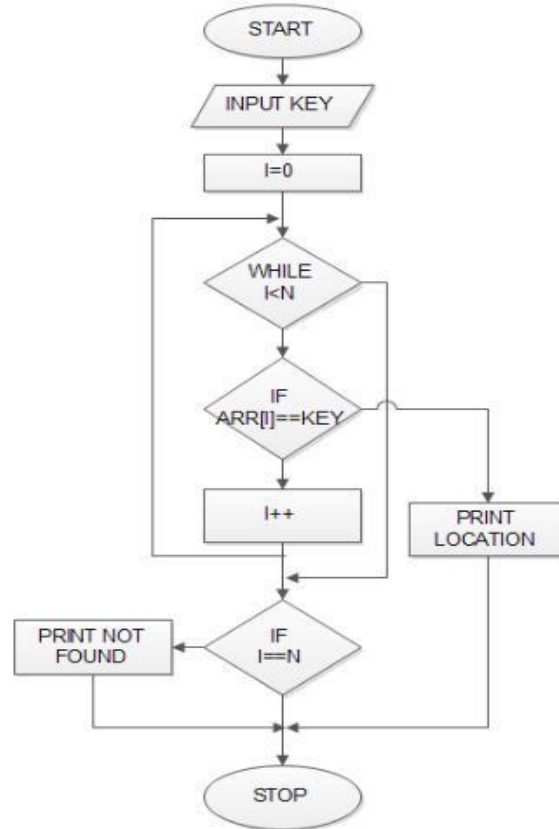 START
INPUT KEY
I=0
WHILE
I<N
IF
ARR[I]==KEY
I++
PRINT
LOCATION
IF
I==N
PRINT NOT
FOUND
STOP